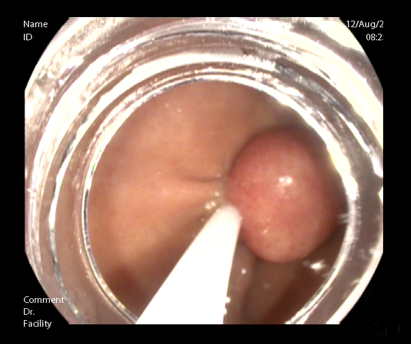 Name
12/Aug/2
ID
08:2
Comment
Dr.
Facility